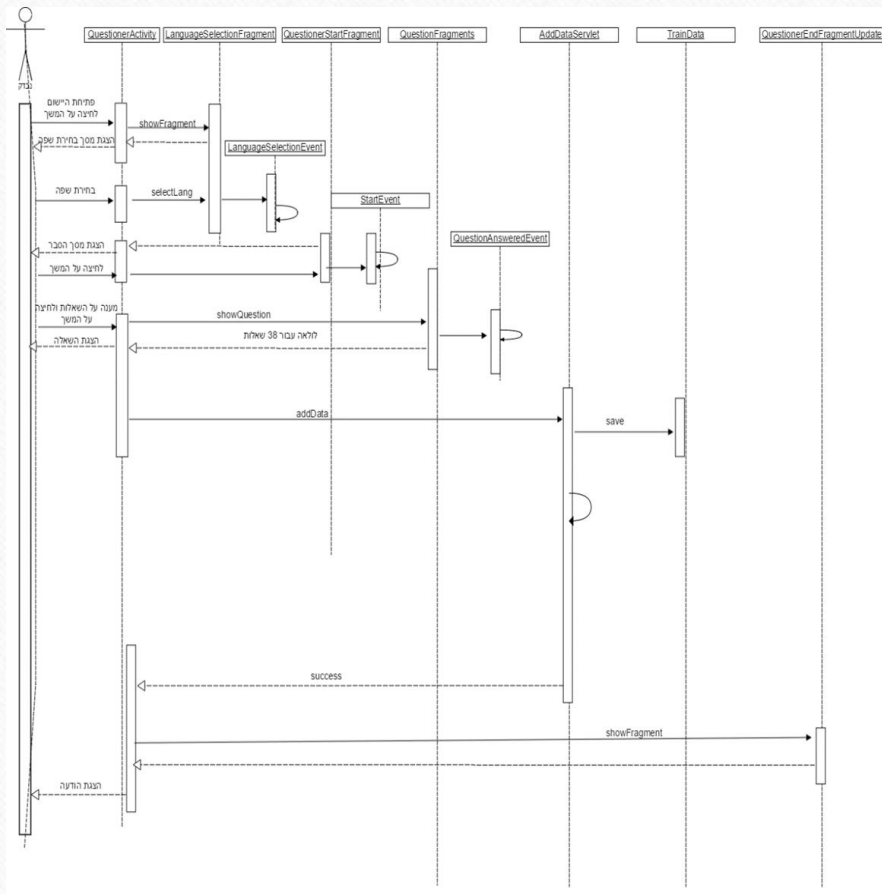 QuestionerActivity
LanguageSelectionFragment
QuestionerStartFragment
QuestionFragments
AddDataServlet
TrainData
QuestionerEndFragmentUpdate
נבדק
פתיחת היישום
לחיצה על המשך
showFragment
הצגת מסך בחירת שפה
LanguageSelectionEvent
בחירת שפה
selectLang
StartEvent
QuestionAnsweredEvent
הצגת מסך הסבר
לחיצה על המשך
מענה על השאלות ולחיצה
על המשך
showQuestion
לולאה עבור 38 שאלות
הצגת השאלה
addData
save
success
showFragment
הצגת הודעה